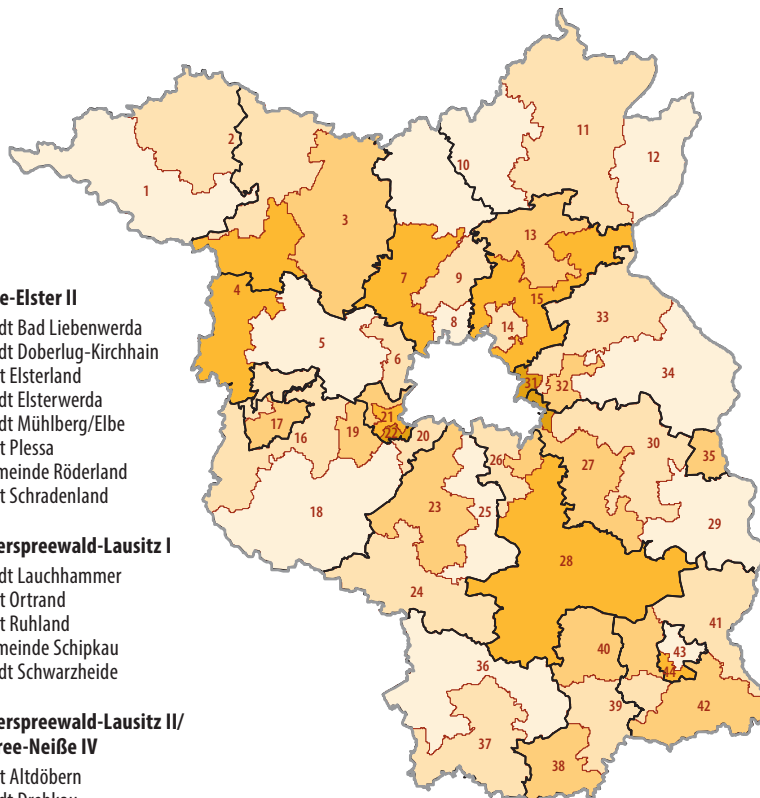 e-Elster II
dt Bad Liebenwerda
dt Doberlug-Kirchhain
t Elsterland
dt Elsterwerda
dt Mühlberg/Elbe
t Plessa
meinde Röderland
t Schradenland
erspreewald-Lausitz I
dt Lauchhammer
t Ortrand
t Ruhland
meinde Schipkau
dt Schwarzheide
erspreewald-Lausitz II/
ree-Neiße IV
t Altdöbern
dt Drebkau
1
2
3
4
5
6
7
8
9
10
11
12
13
14
15
16
17
18
19
20
21
22
23
24
25
26
27
28
29
30
31
32
33
34
35
36
37
38
39
40
41
42
43
44